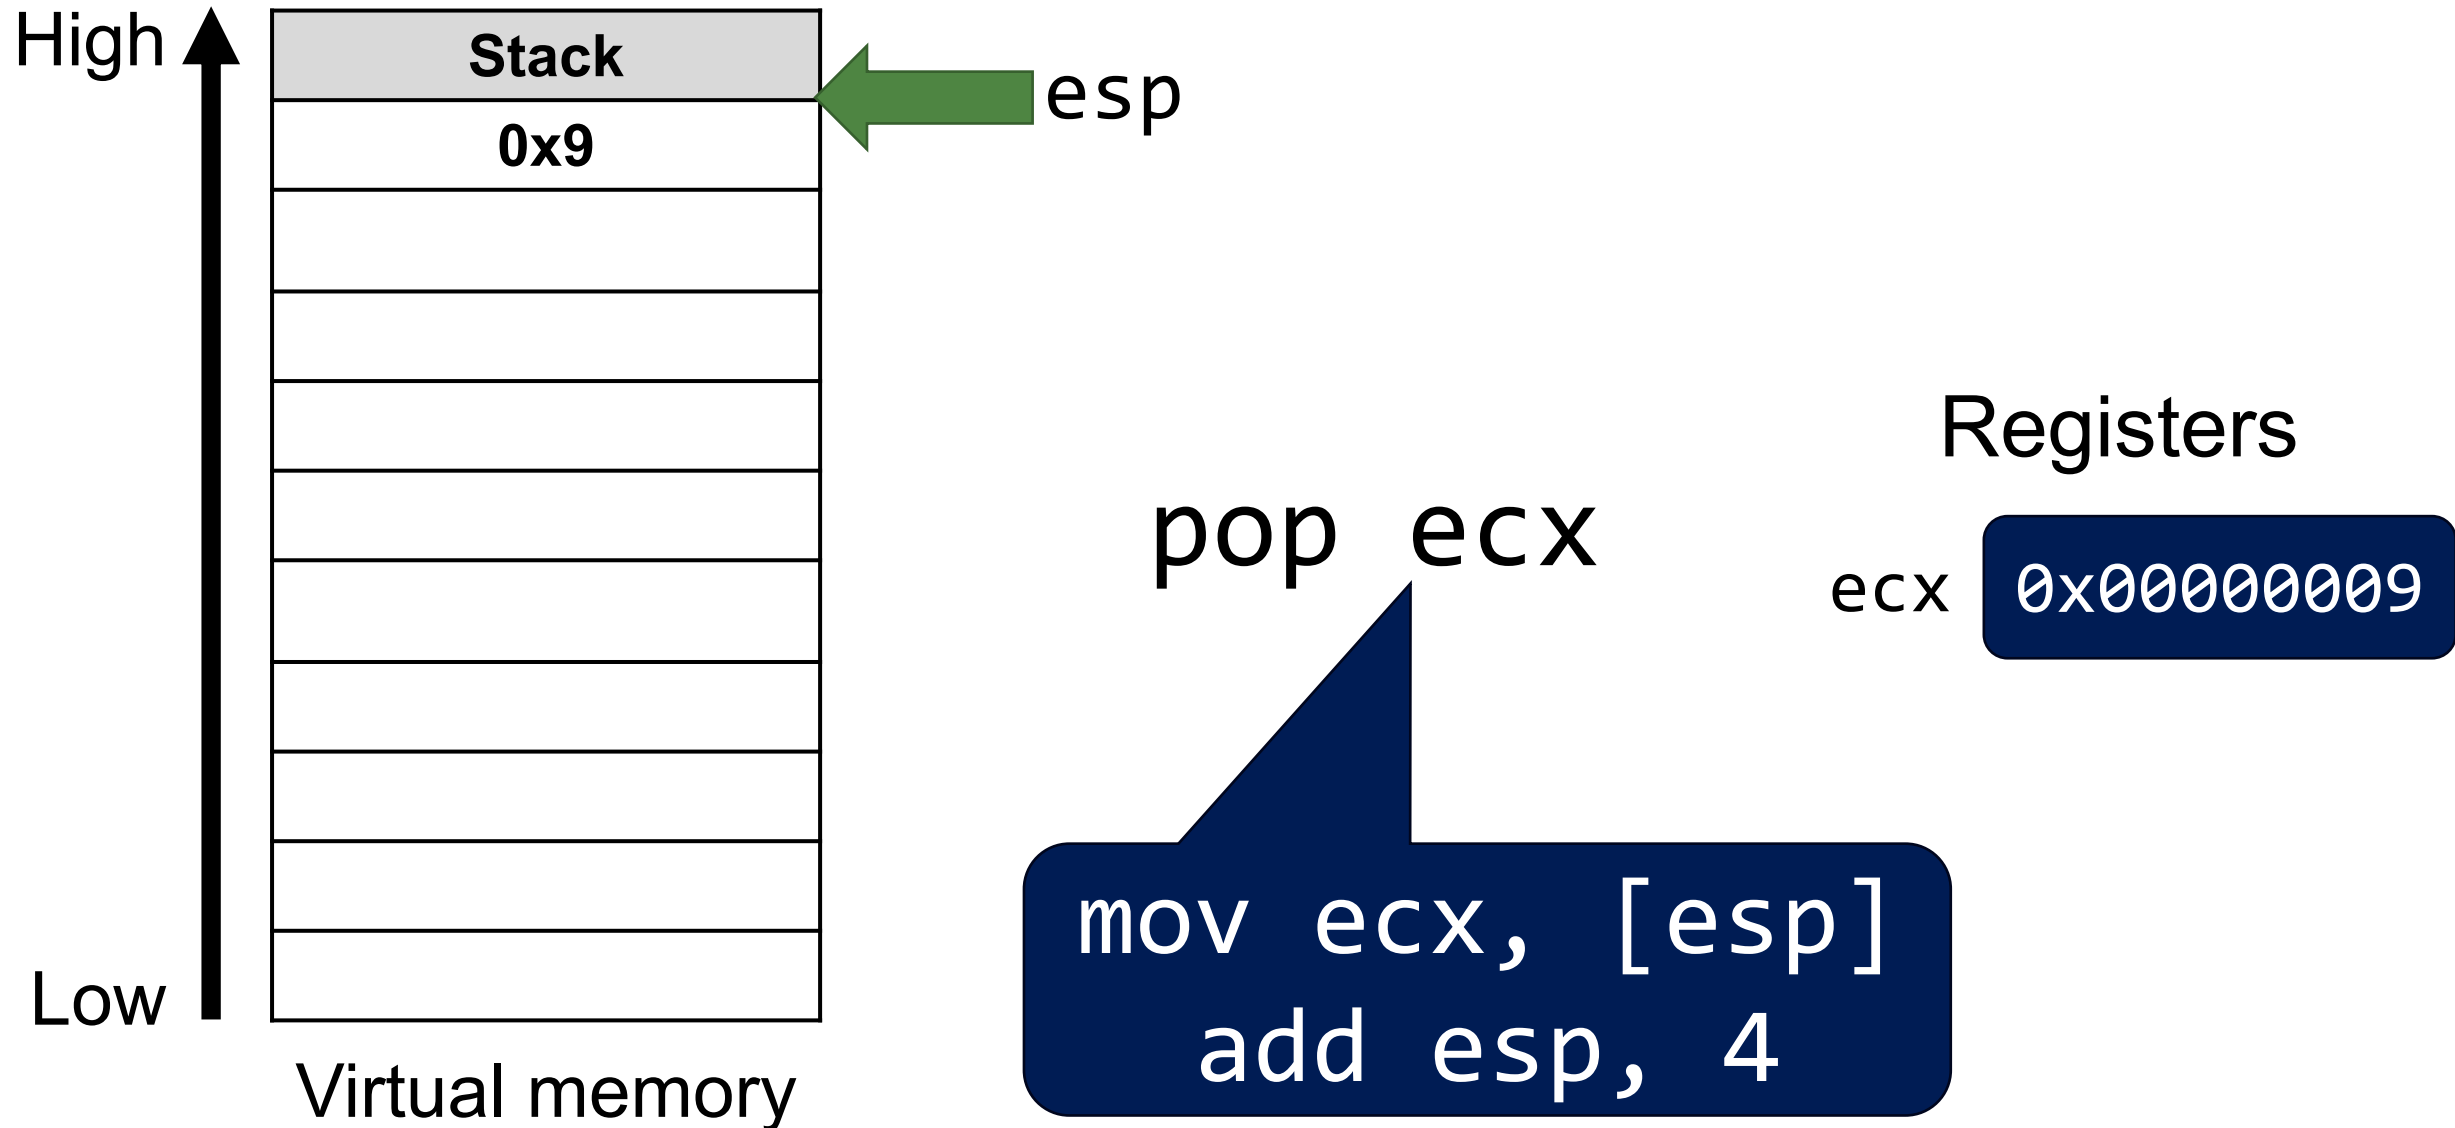 High
Stack
esp
0x9
Registers
pop ecx
ecx
0x00000009
mov ecx, [esp]
add esp, 4
Low
Virtual memory